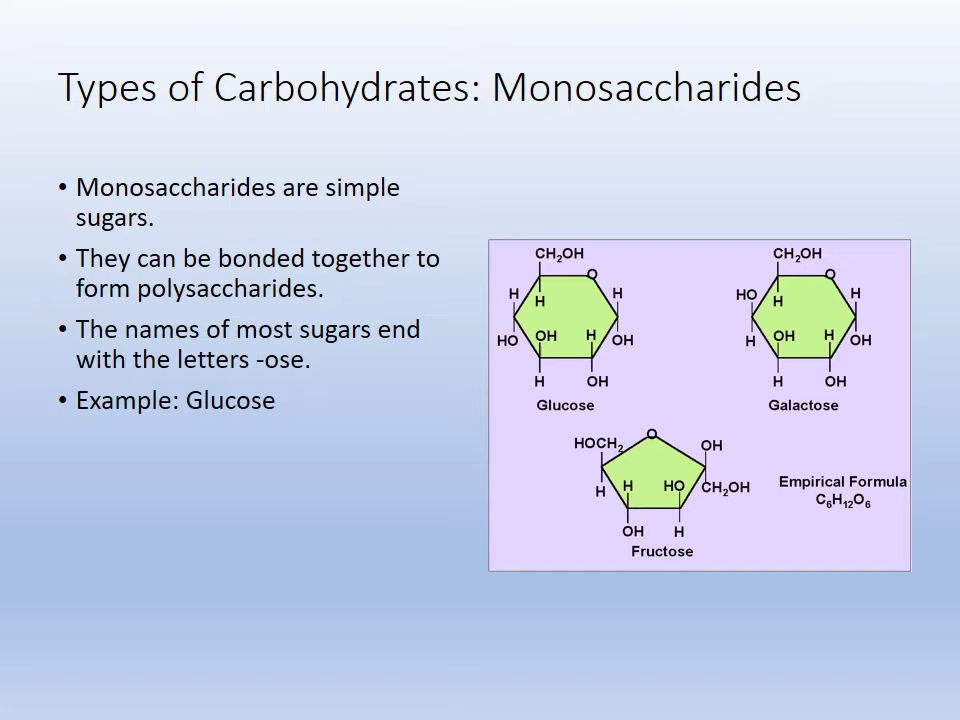 Types of Carbohydrates: Monosaccharides
• Monosaccharides are simple
sugars.
• They can be bonded together to
form polysaccharides.
• The names of most sugars end
with the letters -ose.
• Example: Glucose
CH₂OH
O
H
H
H
HO
OH
H
OH
H
OH
Glucose
CH₂OH
O
HO
H
H
H
OH
H
OH
H
OH
Galactose
HOCH₂
O
OH
H
H
HO
CH₂OH
OH
H
Fructose
Empirical Formula
C₆H₁₂O₆